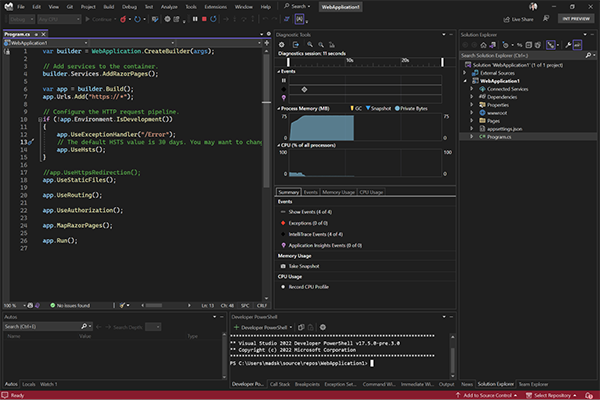 File Edit View Git Project Build Debug Test Analyze Tools Extensions Window Help Search WebApplication1
Continue
Live Share
INT PREVIEW
Program.cs
WebApplication1
var builder = WebApplication.CreateBuilder(args);
// Add services to the container.
builder.Services.AddRazorPages();
var app = builder.Build();
app.Urls.Add("https://*");
// Configure the HTTP request pipeline.
if (!app.Environment.IsDevelopment())
{
app.UseExceptionHandler("/Error");
// The default HSTS value is 30 days. You may want to chang
app.UseHsts();
}
//app.UseHttpsRedirection();
app.UseStaticFiles();
app.UseRouting();
app.UseAuthorization();
app.MapRazorPages();
app.Run();
100 % No issues found Ln: 13 Ch: 48 SPC CRLF
Diagnostic Tools
Diagnostics session: 11 seconds
10s 20s
Events
Process Memory (MB) GC Snapshot Private Bytes
75 75
0 0
CPU (% of all processors)
100 100
0 0
Summary Events Memory Usage CPU Usage
Events
Show Events (4 of 4)
Exceptions (0 of 0)
IntelliTrace Events (4 of 4)
Application Insights Events (0 of 0)
Memory Usage
Take Snapshot
CPU Usage
Record CPU Profile
Solution Explorer
Search Solution Explorer (Ctrl+;)
Solution 'WebApplication1' (1 of 1 project)
External Sources
WebApplication1
Connected Services
Dependencies
Properties
wwwroot
Pages
appsettings.json
Program.cs
Autos
Search (Ctrl+E) Search Depth:
Name Value Type
Autos Locals Watch 1
Developer PowerShell
Developer PowerShell
** Visual Studio 2022 Developer PowerShell v17.5.0-pre.3.0
** Copyright (c) 2022 Microsoft Corporation
PS C:\Users\madsk\source\repos\WebApplication1>
Developer Po... Call Stack Breakpoints Exception Set... Command Wi... Immediate W... Output
News Solution Explorer Team Explorer
Ready Add to Source Control Select Repository